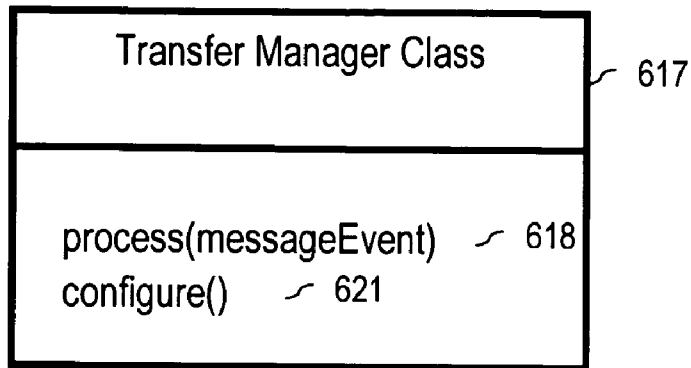 Transfer Manager Class
617
process(messageEvent) 618
configure() 621